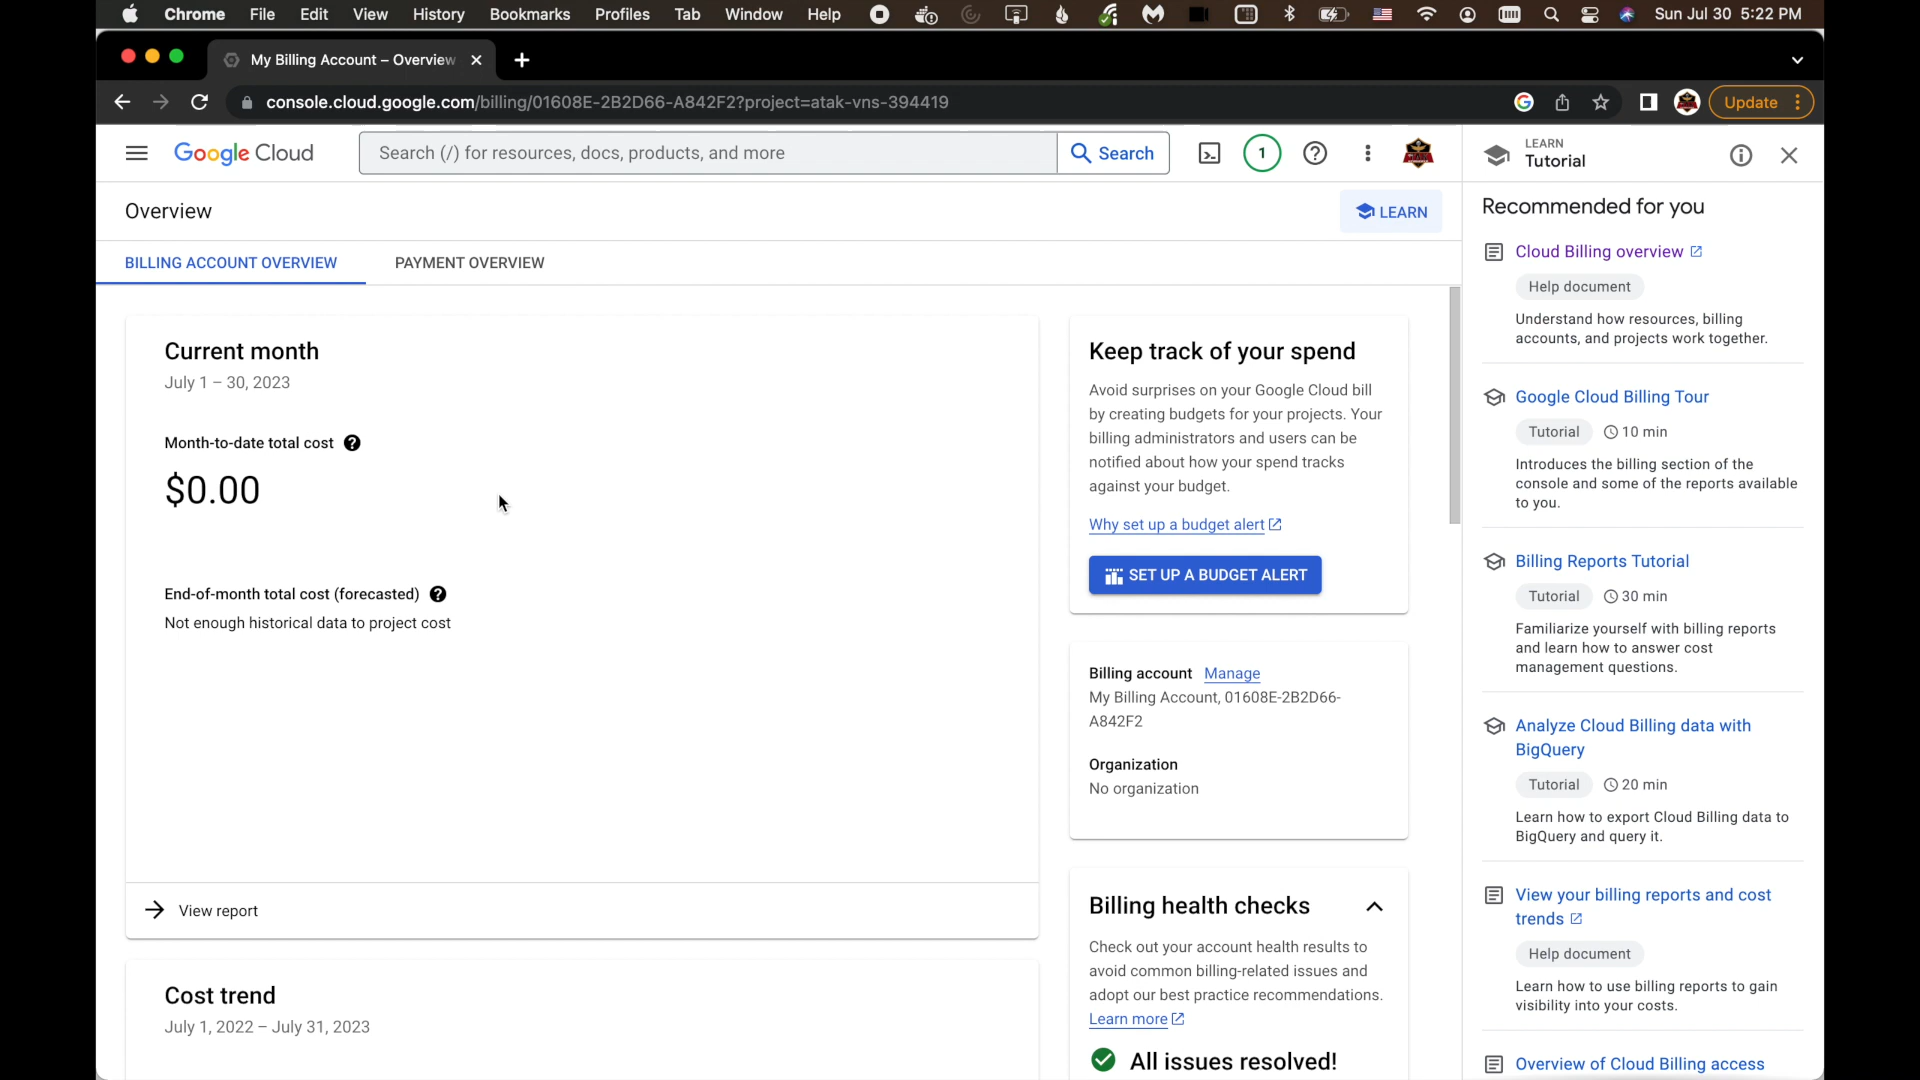 Chrome File Edit View History Bookmarks Profiles Tab Window Help Sun Jul 30 5:22 PM
My Billing Account – Overview
console.cloud.google.com/billing/01608E-2B2D66-A842F2?project=atak-vns-394419
Update
Google Cloud
Search (/) for resources, docs, products, and more
Search
1
Overview
LEARN
BILLING ACCOUNT OVERVIEW
PAYMENT OVERVIEW
Current month
July 1 – 30, 2023
Month-to-date total cost
$0.00
End-of-month total cost (forecasted)
Not enough historical data to project cost
View report
Cost trend
July 1, 2022 – July 31, 2023
Keep track of your spend
Avoid surprises on your Google Cloud bill
by creating budgets for your projects. Your
billing administrators and users can be
notified about how your spend tracks
against your budget.
Why set up a budget alert
SET UP A BUDGET ALERT
Billing account Manage
My Billing Account, 01608E-2B2D66-
A842F2
Organization
No organization
Billing health checks
Check out your account health results to
avoid common billing-related issues and
adopt our best practice recommendations.
Learn more
All issues resolved!
LEARN
Tutorial
Recommended for you
Cloud Billing overview
Help document
Understand how resources, billing
accounts, and projects work together.
Google Cloud Billing Tour
Tutorial 10 min
Introduces the billing section of the
console and some of the reports available
to you.
Billing Reports Tutorial
Tutorial 30 min
Familiarize yourself with billing reports
and learn how to answer cost
management questions.
Analyze Cloud Billing data with
BigQuery
Tutorial 20 min
Learn how to export Cloud Billing data to
BigQuery and query it.
View your billing reports and cost
trends
Help document
Learn how to use billing reports to gain
visibility into your costs.
Overview of Cloud Billing access